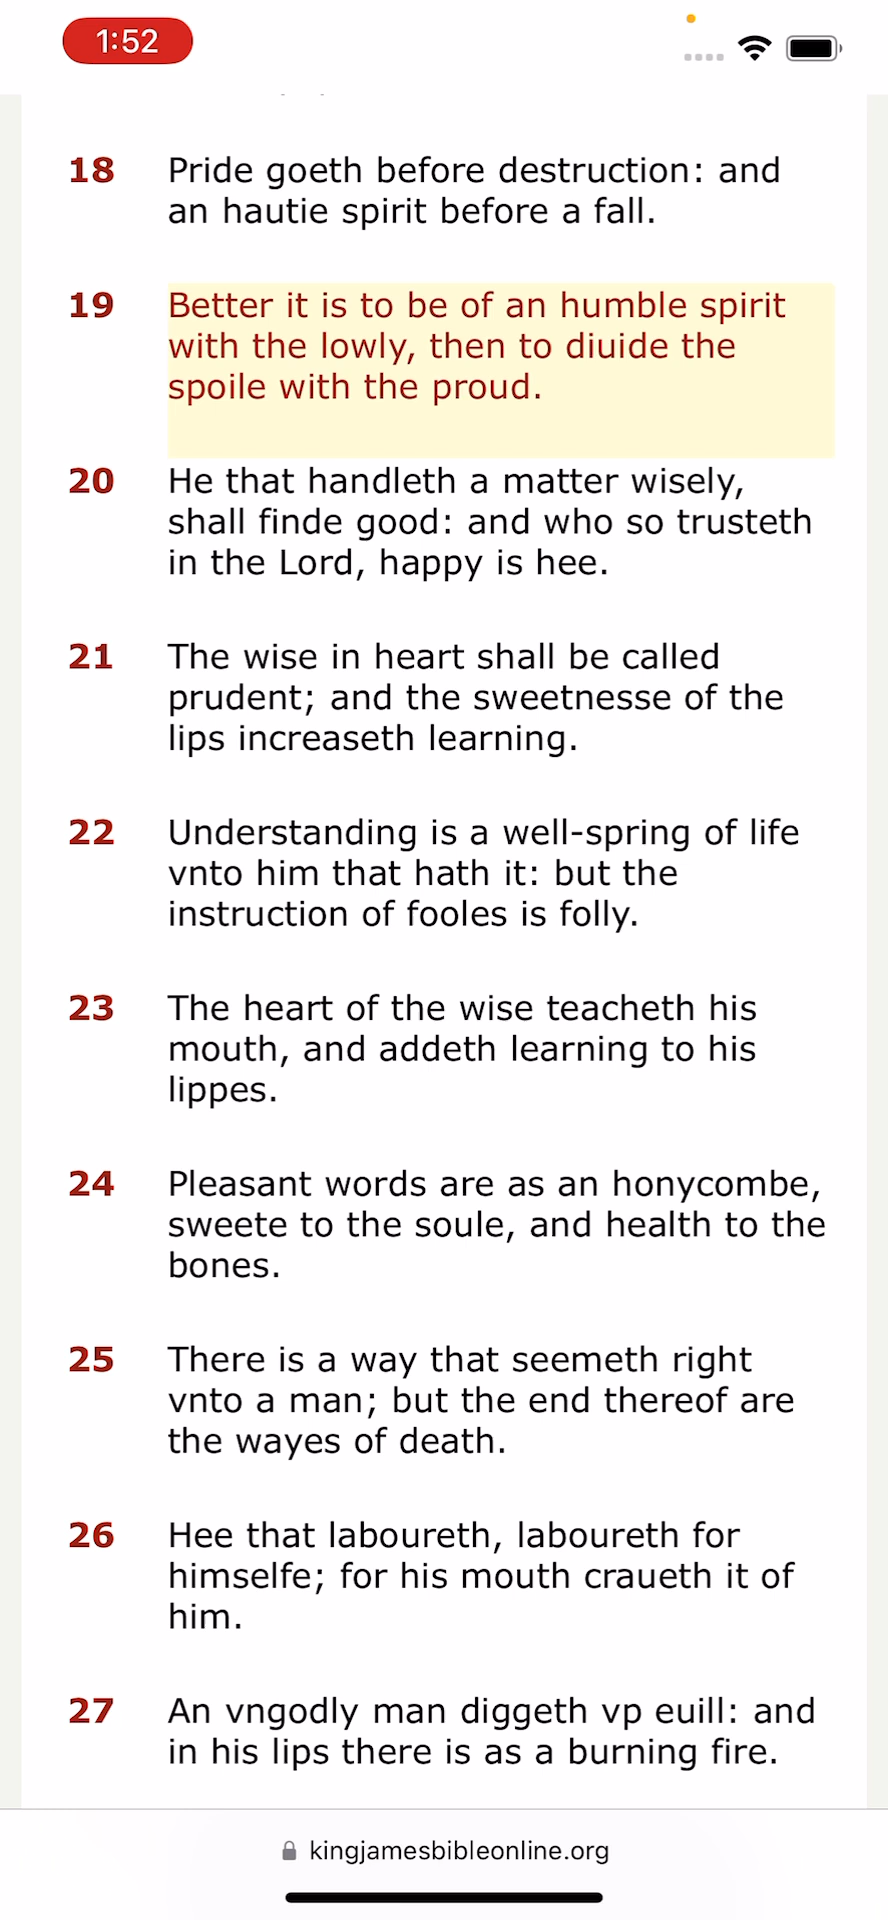 1:52
18 Pride goeth before destruction: and
an hautie spirit before a fall.
19 Better it is to be of an humble spirit
with the lowly, then to diuide the
spoile with the proud.
20 He that handleth a matter wisely,
shall finde good: and who so trusteth
in the Lord, happy is hee.
21 The wise in heart shall be called
prudent; and the sweetnesse of the
lips increaseth learning.
22 Understanding is a well-spring of life
vnto him that hath it: but the
instruction of fooles is folly.
23 The heart of the wise teacheth his
mouth, and addeth learning to his
lippes.
24 Pleasant words are as an honycombe,
sweete to the soule, and health to the
bones.
25 There is a way that seemeth right
vnto a man; but the end thereof are
the wayes of death.
26 Hee that laboureth, laboureth for
himselfe; for his mouth craueth it of
him.
27 An vngodly man diggeth vp euill: and
in his lips there is as a burning fire.
kingjamesbibleonline.org